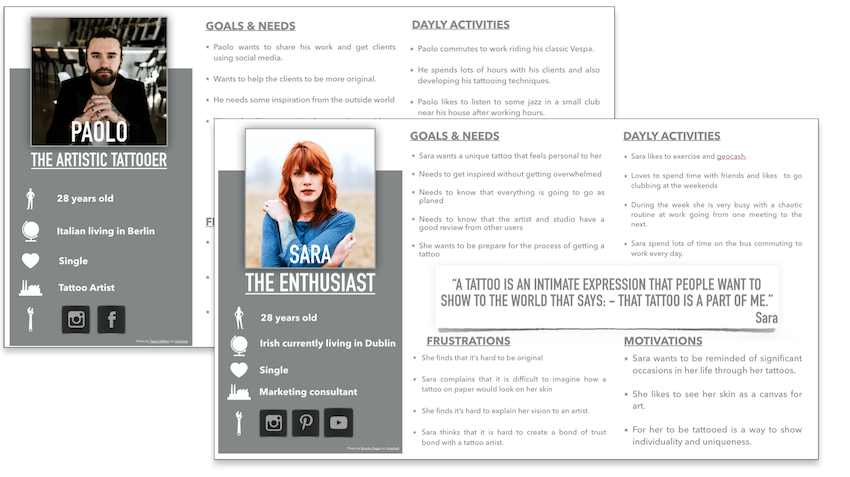 PAOLO
THE ARTISTIC TATTOOER
28 years old
Italian living in Berlin
Single
Tattoo Artist
GOALS & NEEDS
• Paolo wants to share his work and get clients
using social media.
• Wants to help the clients to be more original.
• He needs some inspiration from the outside world
DAYLY ACTIVITIES
• Paolo commutes to work riding his classic Vespa.
• He spends lots of hours with his clients and also
developing his tattooing techniques.
• Paolo likes to listen to some jazz in a small club
near his house after working hours.
SARA
THE ENTHUSIAST
28 years old
Irish currently living in Dublin
Single
Marketing consultant
GOALS & NEEDS
• Sara wants a unique tattoo that feels personal to her
• Needs to get inspired without getting overwhelmed
• Needs to know that everything is going to go as
planed
• Needs to know that the artist and studio have a
good review from other users
• She wants to be prepare for the process of getting a
tattoo
DAYLY ACTIVITIES
• Sara likes to exercise and geocash.
• Loves to spend time with friends and likes to go
clubbing at the weekends
• During the week she is very busy with a chaotic
routine at work going from one meeting to the
next.
• Sara spend lots of time on the bus commuting to
work every day.
“A TATTOO IS AN INTIMATE EXPRESSION THAT PEOPLE WANT TO
SHOW TO THE WORLD THAT SAYS: – THAT TATTOO IS A PART OF ME.”
Sara
FRUSTRATIONS
• She finds that it's hard to be original
• Sara complains that it is difficult to imagine how a
tattoo on paper would look on her skin
• She finds it's hard to explain her vision to an artist.
• Sara thinks that it is hard to create a bond of trust
bond with a tattoo artist.
MOTIVATIONS
• Sara wants to be reminded of significant
occasions in her life through her tattoos.
• She likes to see her skin as a canvas for
art.
• For her to be tattooed is a way to show
individuality and uniqueness.